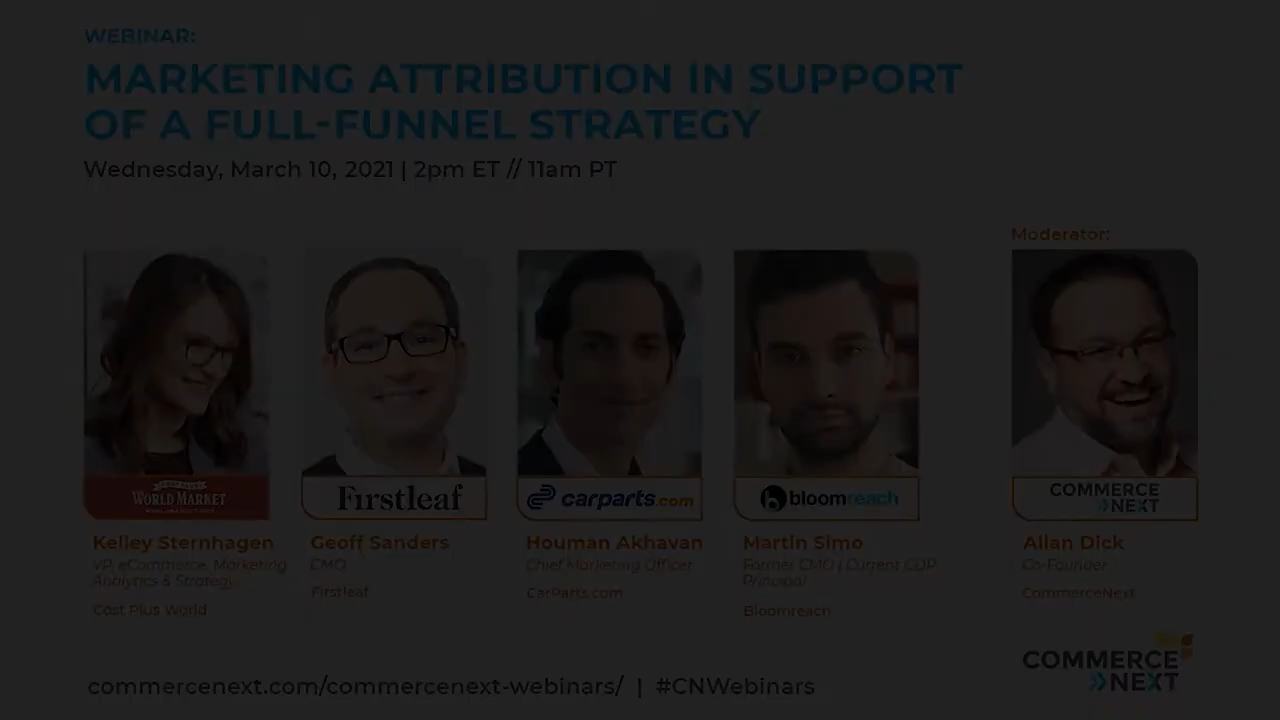 WEBINAR:
MARKETING ATTRIBUTION IN SUPPORT
OF A FULL-FUNNEL STRATEGY
Wednesday, March 10, 2021 | 2pm ET // 11am PT
Moderator:
WORLD MARKET
Firstleaf
carparts.com
bloomreach
COMMERCE
NEXT
Kelley Sternhagen
VP, eCommerce, Marketing
Analytics & Strategy
Cost Plus World
Geoff Sanders
CMO
Firstleaf
Houman Akhavan
Chief Marketing Officer
CarParts.com
Martin Simo
Former CMO | Current CDP
Principal
Bloomreach
Allan Dick
Co-Founder
CommerceNext
commercenext.com/commercenext-webinars/ | #CNWebinars
COMMERCE
NEXT